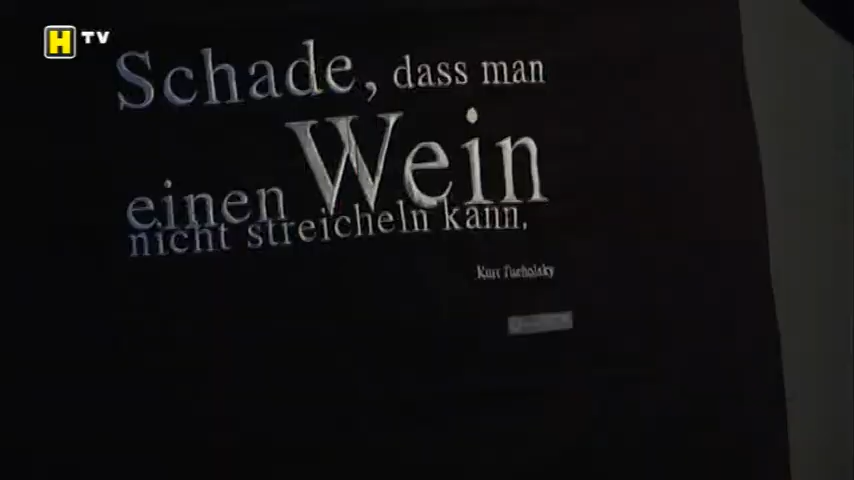 H TV
Schade, dass man
einen Wein
nicht streicheln kann.
Kurt Tucholsky